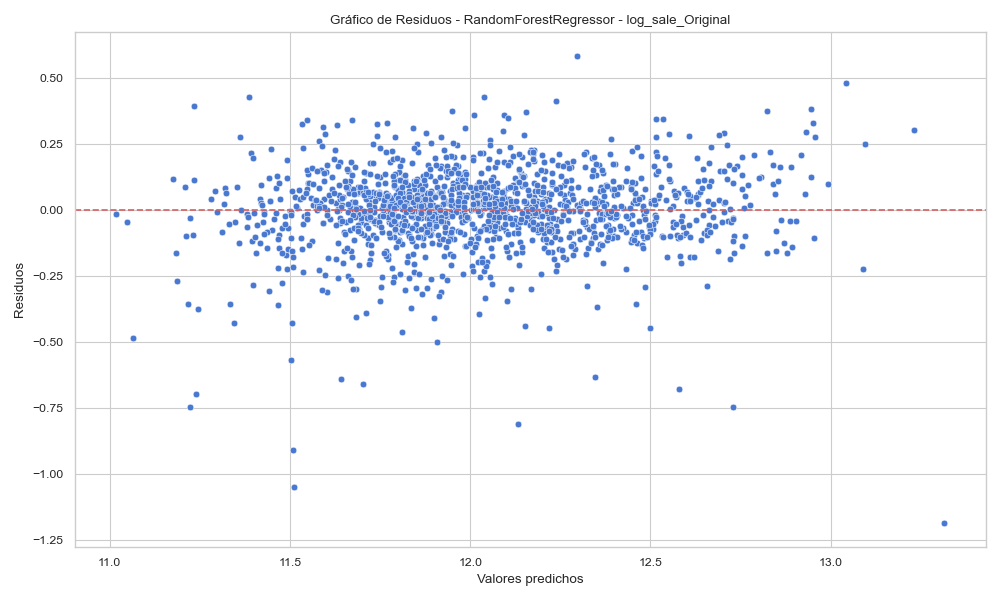 Gráfico de Residuos - RandomForestRegressor - log_sale_Original
0.50
0.25
0.00
−0.25
−0.50
−0.75
−1.00
−1.25
Residuos
11.0 11.5 12.0 12.5 13.0
Valores predichos